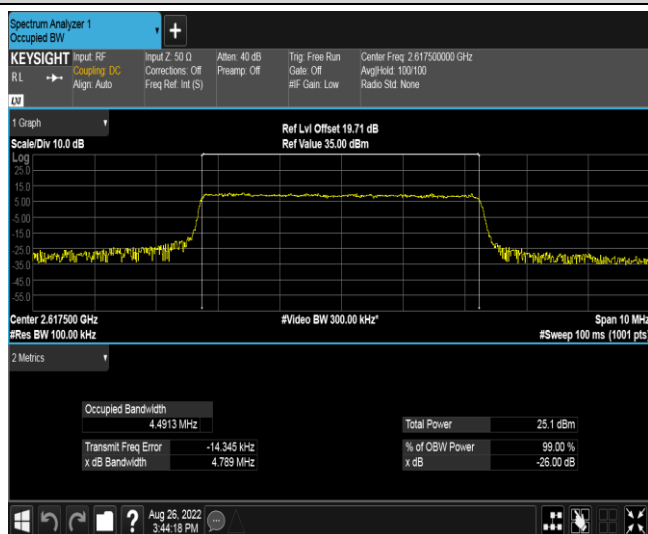 Spectrum Analyzer 1
Occupied BW
KEYSIGHT
RL
LXI
Input: RF
Coupling: DC
Align: Auto
Input Z: 50 Ω
Corrections: Off
Freq Ref: Int (S)
Atten: 40 dB
Preamp: Off
Trig: Free Run
Gate: Off
#IF Gain: Low
Center Freq: 2.617500000 GHz
Avg|Hold: 100/100
Radio Std: None
1 Graph
Scale/Div 10.0 dB
Ref Lvl Offset 19.71 dB
Ref Value 35.00 dBm
Log
25.0
15.0
5.00
-5.00
-15.0
-25.0
-35.0
-45.0
-55.0
Center 2.617500 GHz
#Res BW 100.00 kHz
#Video BW 300.00 kHz*
Span 10 MHz
#Sweep 100 ms (1001 pts)
2 Metrics
Occupied Bandwidth
4.4913 MHz
Transmit Freq Error -14.345 kHz
x dB Bandwidth 4.789 MHz
Total Power 25.1 dBm
% of OBW Power 99.00 %
x dB -26.00 dB
Aug 26, 2022
3:44:18 PM